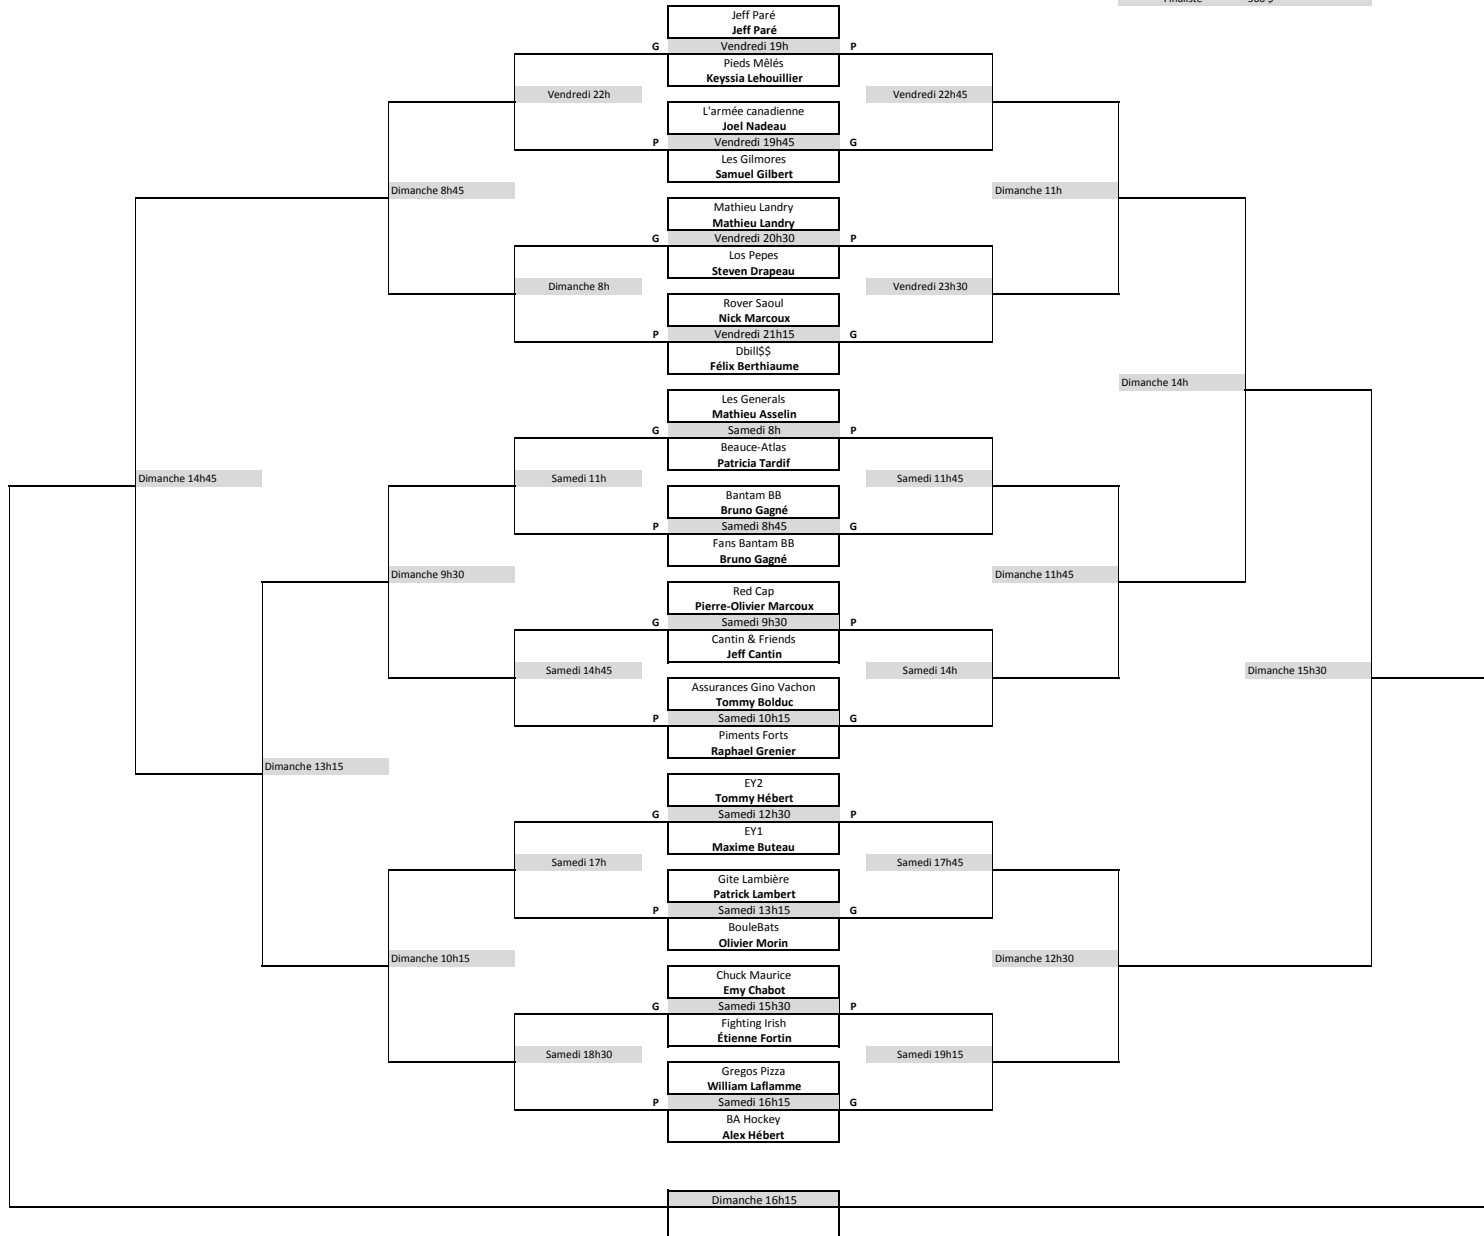 Finaliste 500 $
Jeff Paré
Jeff Paré
G Vendredi 19h P
Pieds Mêlés
Keyssia Lehouillier
Vendredi 22h Vendredi 22h45
L'armée canadienne
Joel Nadeau
P Vendredi 19h45 G
Les Gilmores
Samuel Gilbert
Dimanche 8h45 Dimanche 11h
Mathieu Landry
Mathieu Landry
G Vendredi 20h30 P
Los Pepes
Steven Drapeau
Dimanche 8h Vendredi 23h30
Rover Saoul
Nick Marcoux
P Vendredi 21h15 G
Dbill$$
Félix Berthiaume
Dimanche 14h
Les Generals
Mathieu Asselin
G Samedi 8h P
Beauce-Atlas
Patricia Tardif
Dimanche 14h45 Samedi 11h Samedi 11h45
Bantam BB
Bruno Gagné
P Samedi 8h45 G
Fans Bantam BB
Bruno Gagné
Dimanche 9h30 Dimanche 11h45
Red Cap
Pierre-Olivier Marcoux
G Samedi 9h30 P
Cantin & Friends
Jeff Cantin
Samedi 14h45 Samedi 14h Dimanche 15h30
Assurances Gino Vachon
Tommy Bolduc
P Samedi 10h15 G
Piments Forts
Raphael Grenier
Dimanche 13h15
EY2
Tommy Hébert
G Samedi 12h30 P
EY1
Maxime Buteau
Samedi 17h Samedi 17h45
Gite Lambière
Patrick Lambert
P Samedi 13h15 G
BouleBats
Olivier Morin
Dimanche 10h15 Dimanche 12h30
Chuck Maurice
Emy Chabot
G Samedi 15h30 P
Fighting Irish
Étienne Fortin
Samedi 18h30 Samedi 19h15
Gregos Pizza
William Laflamme
P Samedi 16h15 G
BA Hockey
Alex Hébert
Dimanche 16h15